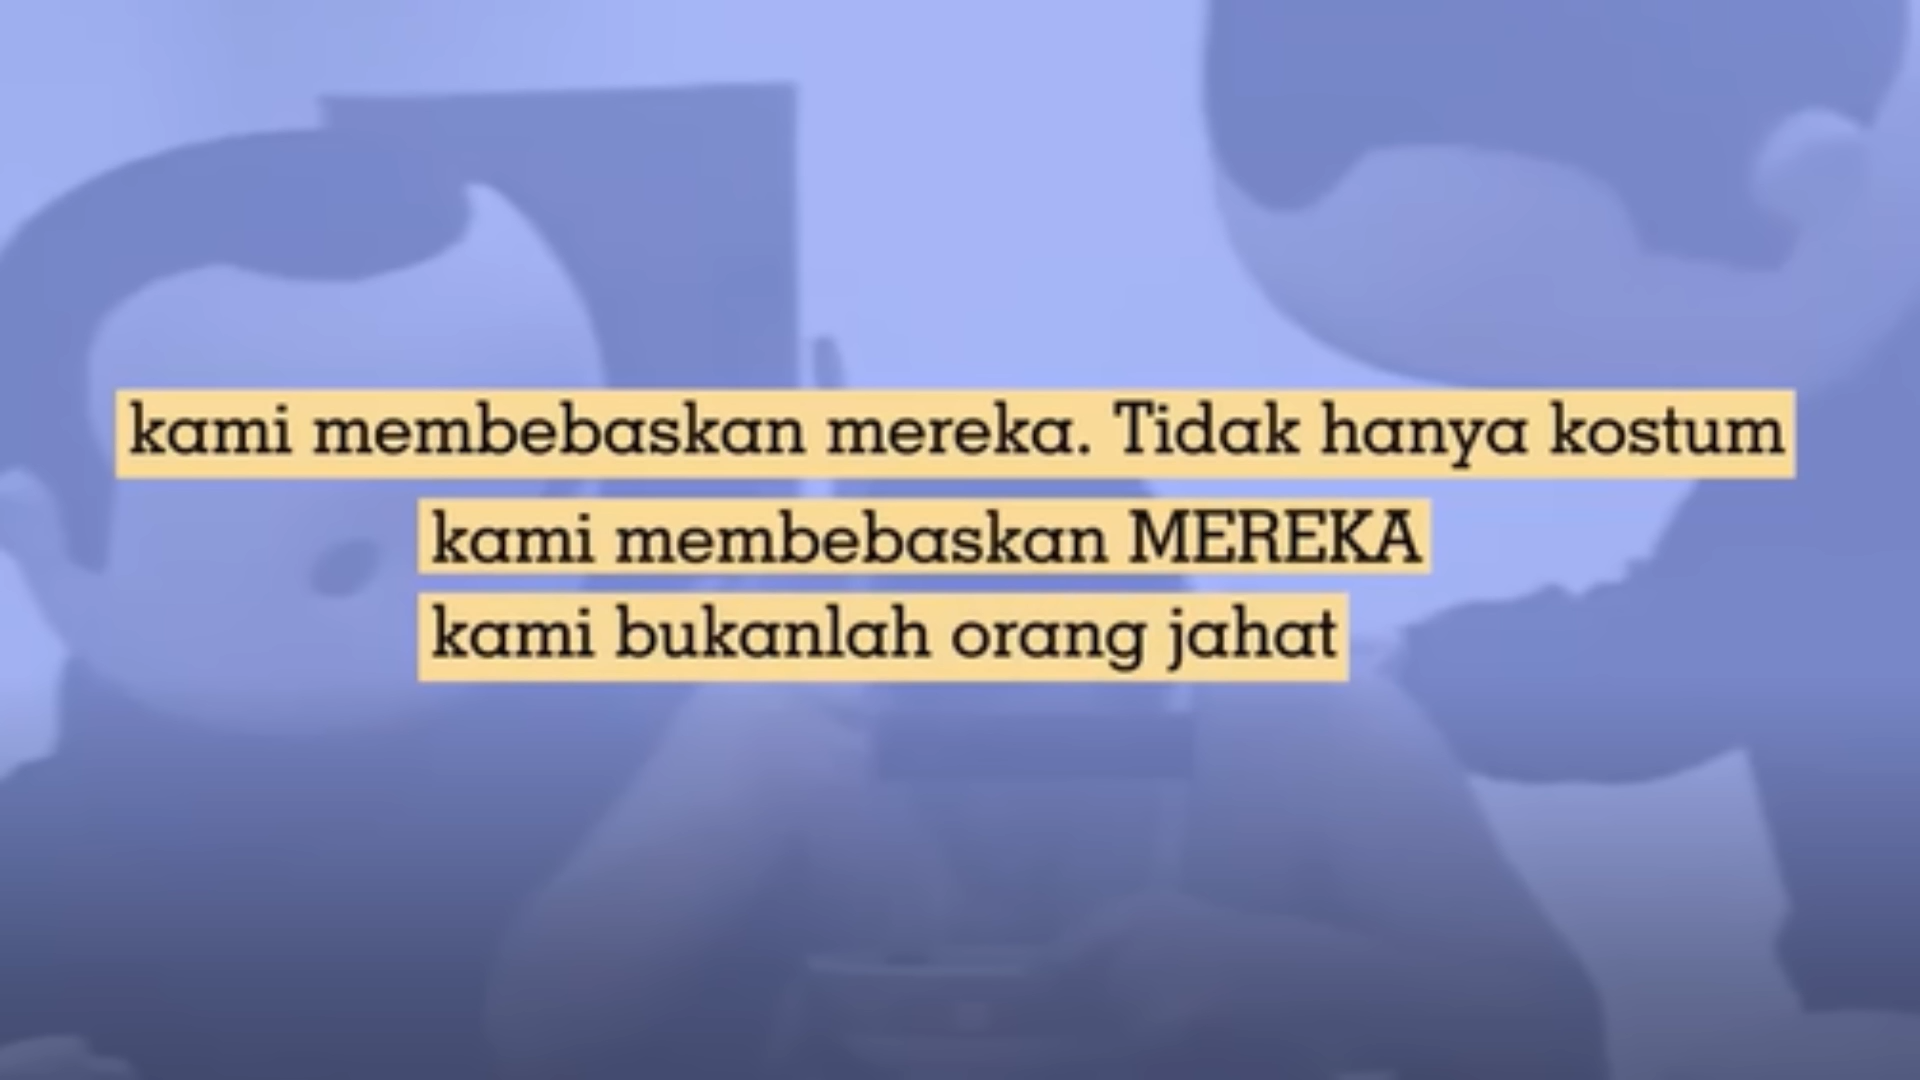 kami membebaskan mereka. Tidak hanya kostum
kami membebaskan MEREKA
kami bukanlah orang jahat